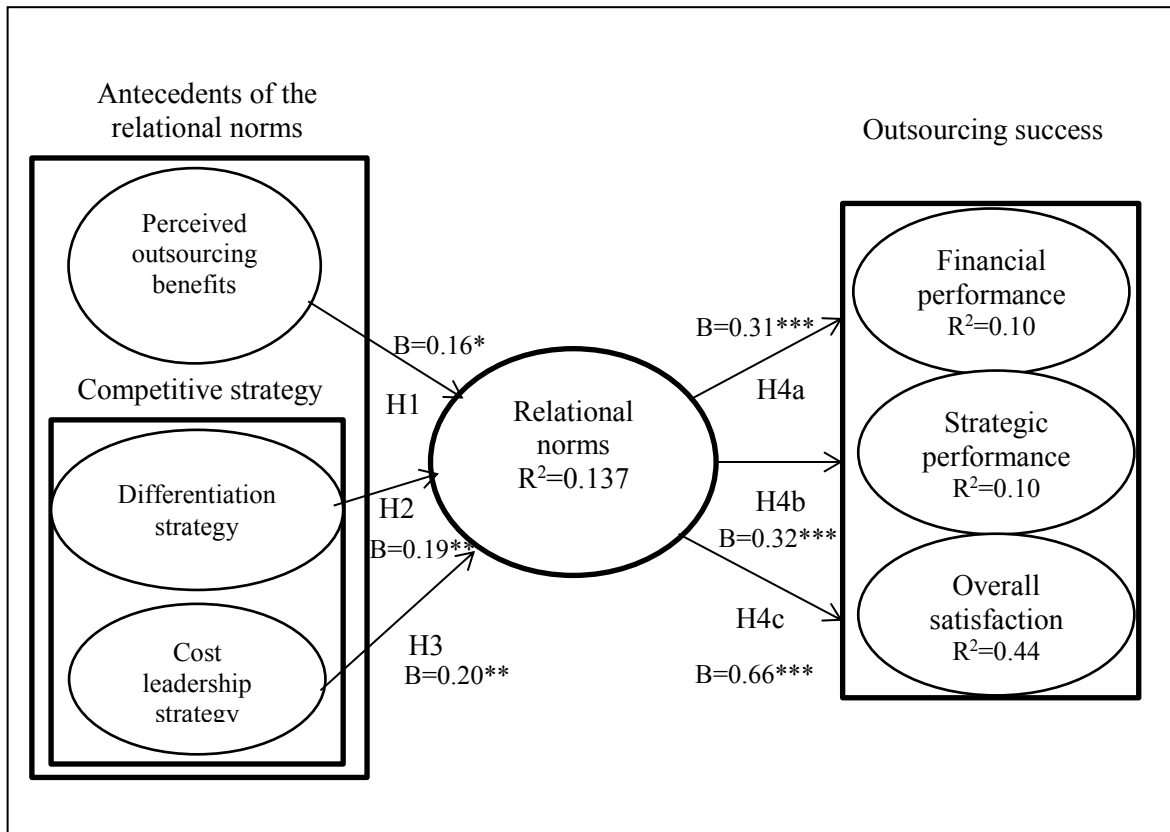 Antecedents of the
relational norms
Perceived
outsourcing
benefits
Competitive strategy
Differentiation
strategy
Cost
leadership
strategy
B=0.16*
H1
H2
B=0.19**
H3
B=0.20**
Relational
norms
R²=0.137
B=0.31***
H4a
H4b
B=0.32***
H4c
B=0.66***
Outsourcing success
Financial
performance
R²=0.10
Strategic
performance
R²=0.10
Overall
satisfaction
R²=0.44